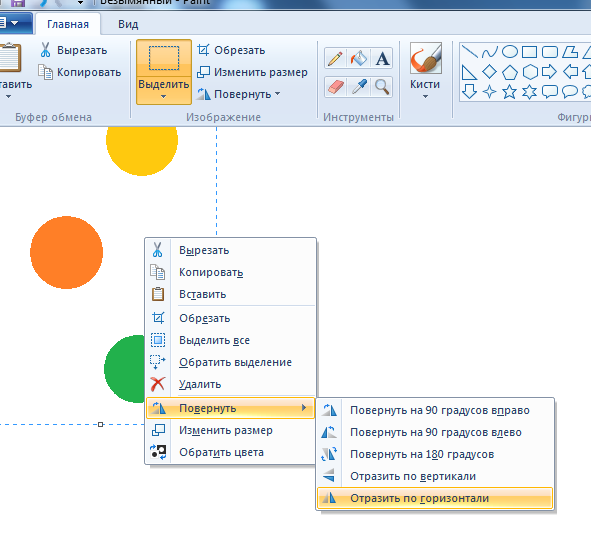 Безымянный - Paint
Главная
Вид
Вырезать
Копировать
Выделить
Обрезать
Изменить размер
Повернуть
A
Кисти
Буфер обмена
Изображение
Инструменты
Вырезать
Копировать
Вставить
Обрезать
Выделить все
Обратить выделение
Удалить
Повернуть
Изменить размер
Обратить цвета
Повернуть на 90 градусов вправо
Повернуть на 90 градусов влево
Повернуть на 180 градусов
Отразить по вертикали
Отразить по горизонтали